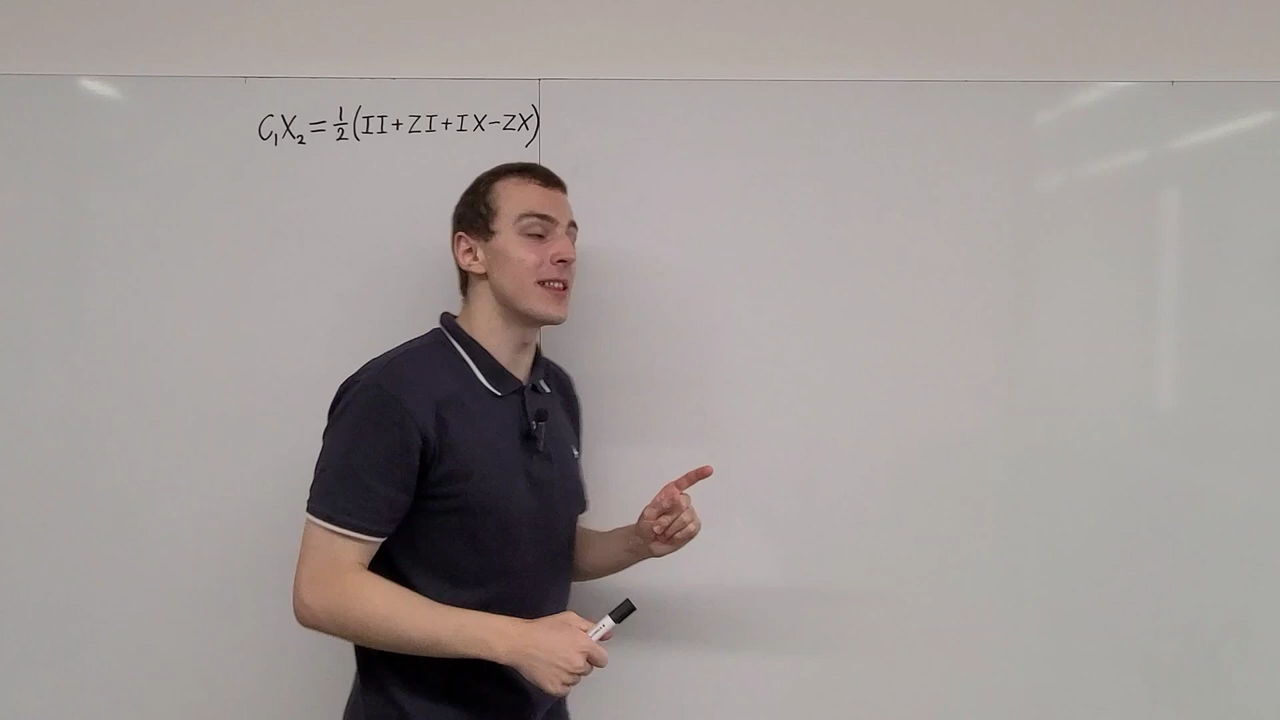 C₁X₂ = ½(II+ZI+IX-ZX)